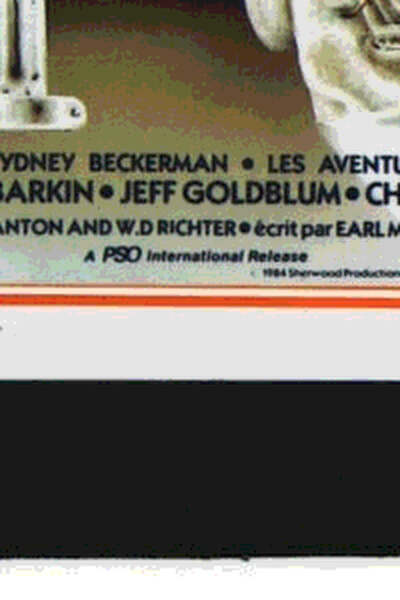 YDNEY BECKERMAN • LES AVENTU
BARKIN • JEFF GOLDBLUM • CH
ANTON AND W.D RICHTER • écrit par EARL M
A PSO International Release
1984 Sherwood Production